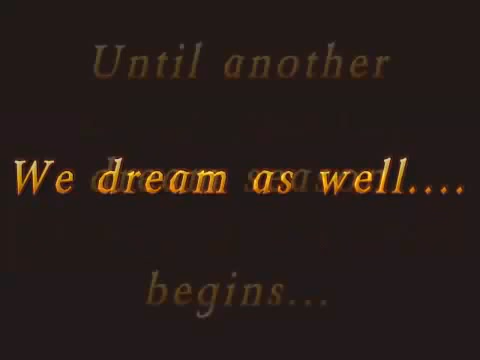 Until another
We dream as well....
begins...